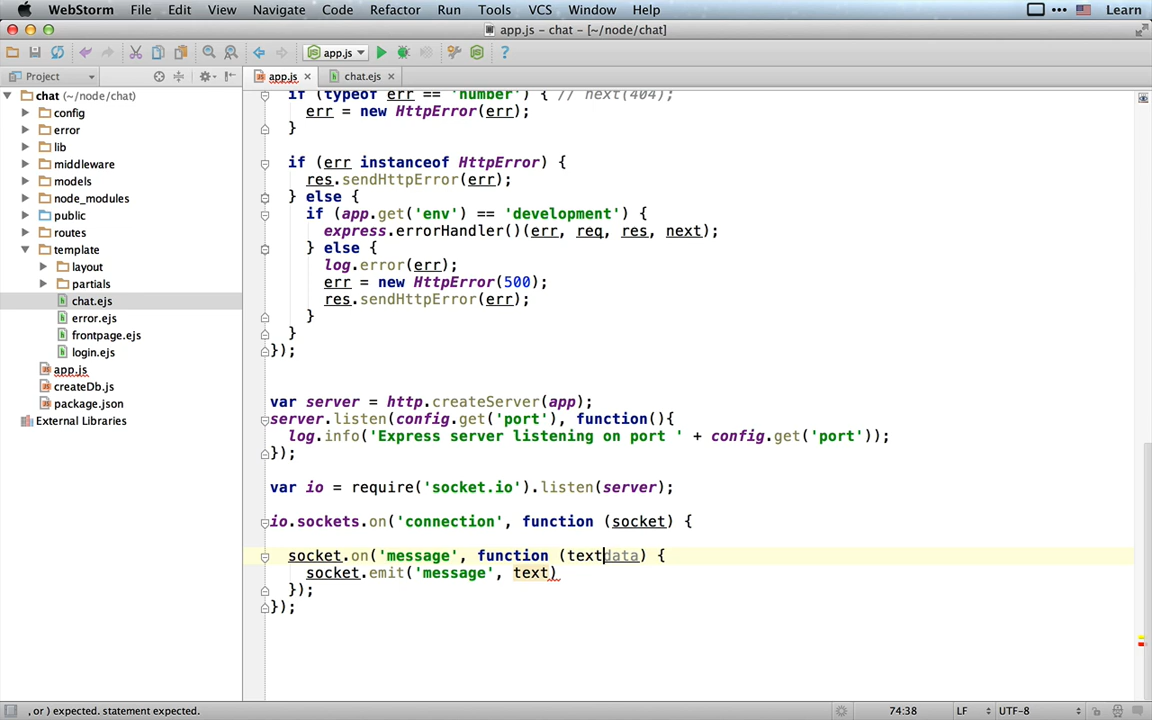 WebStorm File Edit View Navigate Code Refactor Run Tools VCS Window Help Learn
app.js – chat – [~/node/chat]
app.js
Project app.js chat.ejs
chat (~/node/chat)
config
error
lib
middleware
models
node_modules
public
routes
template
layout
partials
chat.ejs
error.ejs
frontpage.ejs
login.ejs
app.js
createDb.js
package.json
External Libraries
if (typeof err == 'number') { // next(404);
err = new HttpError(err);
}
if (err instanceof HttpError) {
res.sendHttpError(err);
} else {
if (app.get('env') == 'development') {
express.errorHandler()(err, req, res, next);
} else {
log.error(err);
err = new HttpError(500);
res.sendHttpError(err);
}
}
});
var server = http.createServer(app);
server.listen(config.get('port'), function(){
log.info('Express server listening on port ' + config.get('port'));
});
var io = require('socket.io').listen(server);
io.sockets.on('connection', function (socket) {
socket.on('message', function (textdata) {
socket.emit('message', text)
});
});
, or ) expected. statement expected. 74:38 LF UTF-8